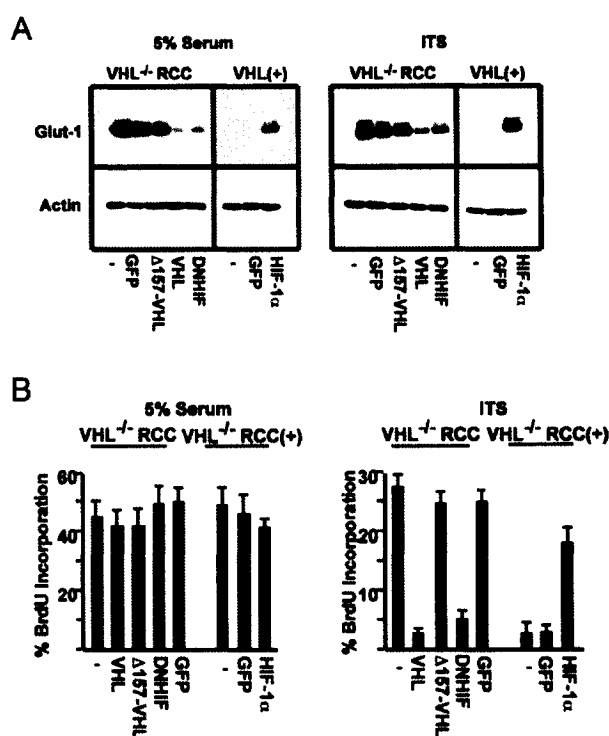 A
5% Serum
ITS
VHL-/- RCC
VHL(+)
VHL-/- RCC
VHL(+)
Glut-1
Actin
-
GFP
Δ157-VHL
VHL
DNHIF
-
GFP
HIF-1α
-
GFP
Δ157-VHL
VHL
DNHIF
-
GFP
HIF-1α
B
5% Serum
ITS
VHL-/- RCC
VHL-/- RCC(+)
VHL-/- RCC
VHL-/- RCC(+)
% BrdU Incorporation
60
40
20
-
VHL
Δ157-VHL
DNHIF
GFP
-
GFP
HIF-1α
% BrdU Incorporation
30
20
10
0
-
VHL
Δ157-VHL
DNHIF
GFP
-
GFP
HIF-1α